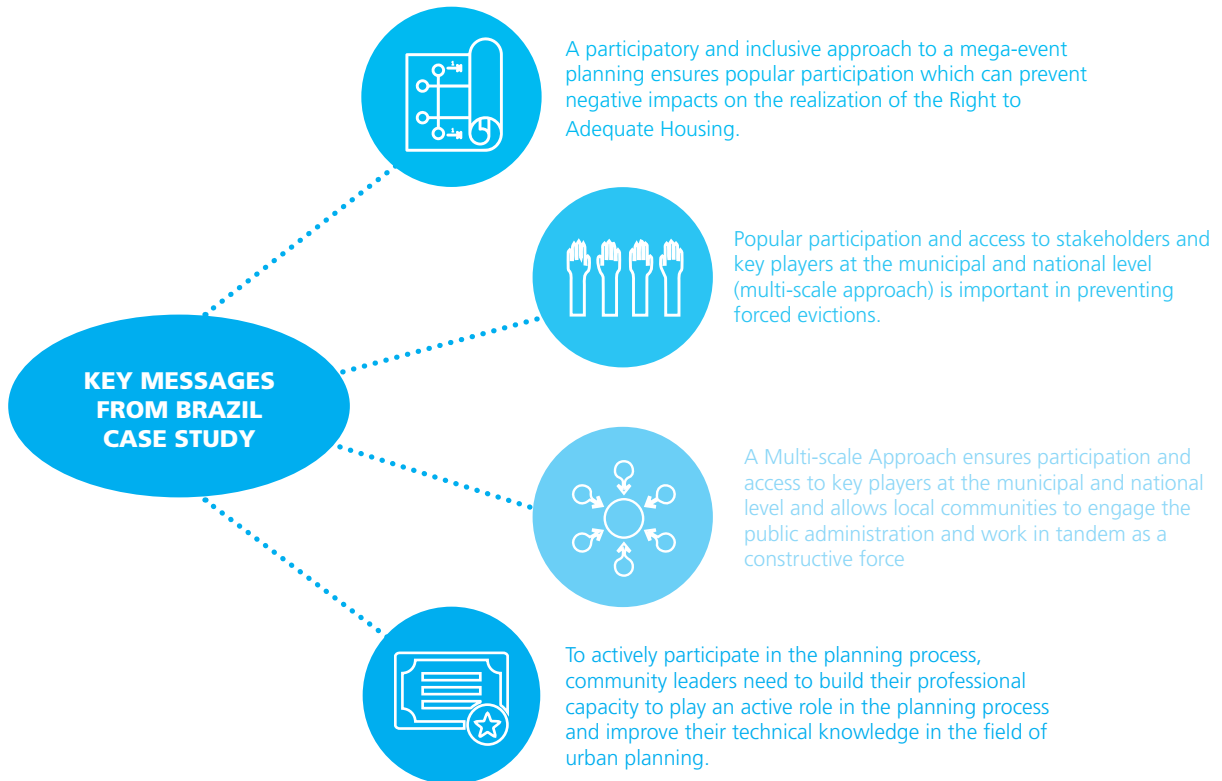 A participatory and inclusive approach to a mega-event
planning ensures popular participation which can prevent
negative impacts on the realization of the Right to
Adequate Housing.
Popular participation and access to stakeholders and
key players at the municipal and national level
(multi-scale approach) is important in preventing
forced evictions.
KEY MESSAGES
FROM BRAZIL
CASE STUDY
A Multi-scale Approach ensures participation and
access to key players at the municipal and national
level and allows local communities to engage the
public administration and work in tandem as a
constructive force
To actively participate in the planning process,
community leaders need to build their professional
capacity to play an active role in the planning process
and improve their technical knowledge in the field of
urban planning.